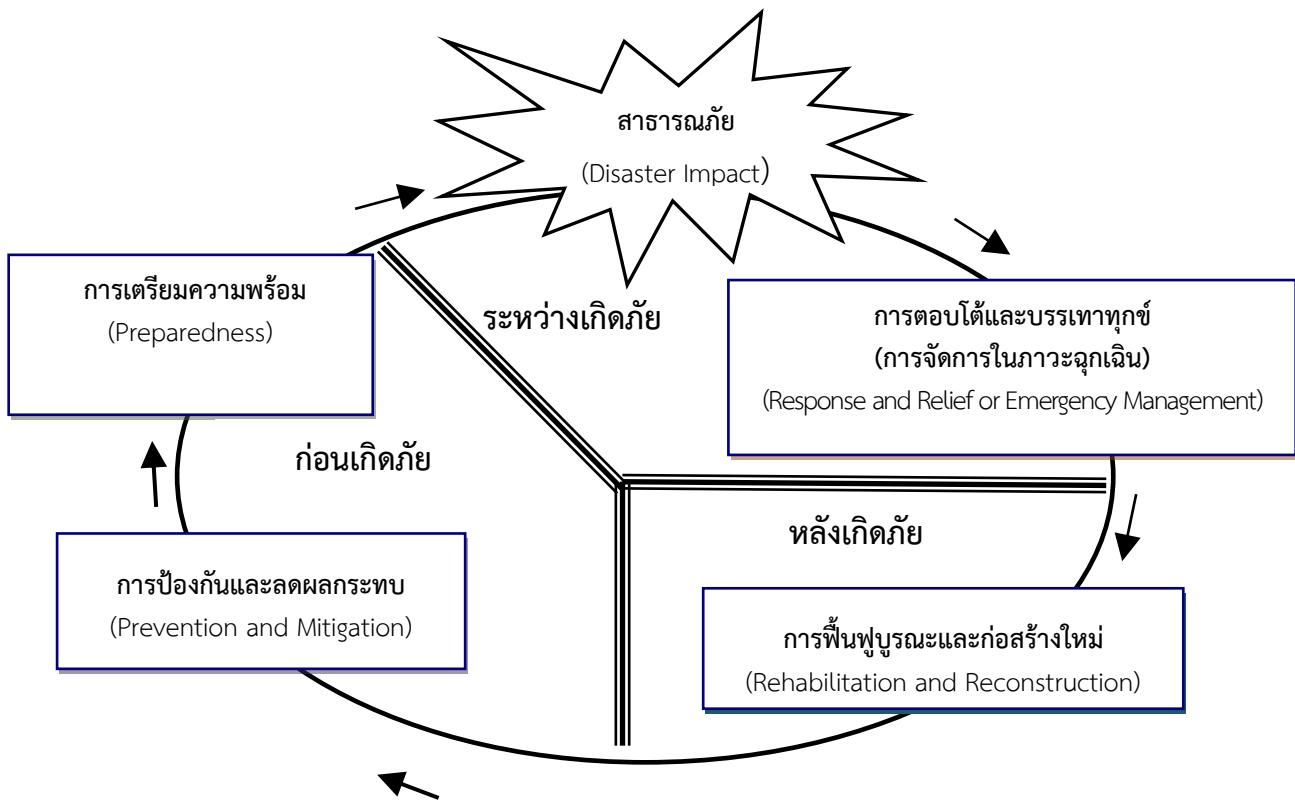 สาธารณภัย
(Disaster Impact)
การเตรียมความพร้อม
(Preparedness)
ระหว่างเกิดภัย
การตอบโต้และบรรเทาทุกข์
(การจัดการในภาวะฉุกเฉิน)
(Response and Relief or Emergency Management)
ก่อนเกิดภัย
หลังเกิดภัย
การป้องกันและลดผลกระทบ
(Prevention and Mitigation)
การฟื้นฟูบูรณะและก่อสร้างใหม่
(Rehabilitation and Reconstruction)